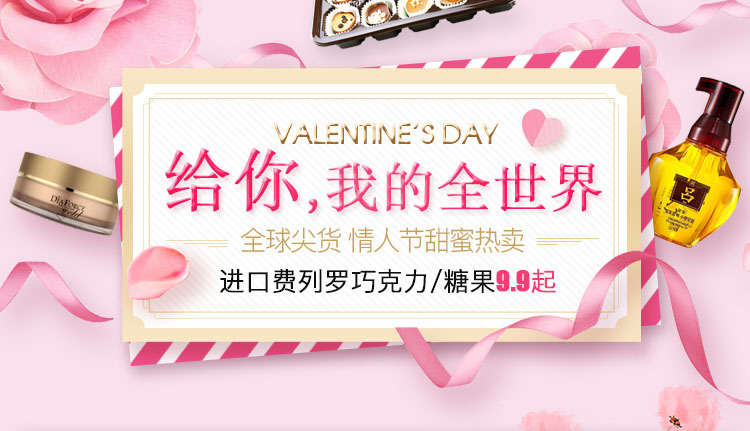 VALENTINE'S DAY
给你,我的全世界
全球尖货 情人节甜蜜热卖
进口费列罗巧克力/糖果9.9起
吕